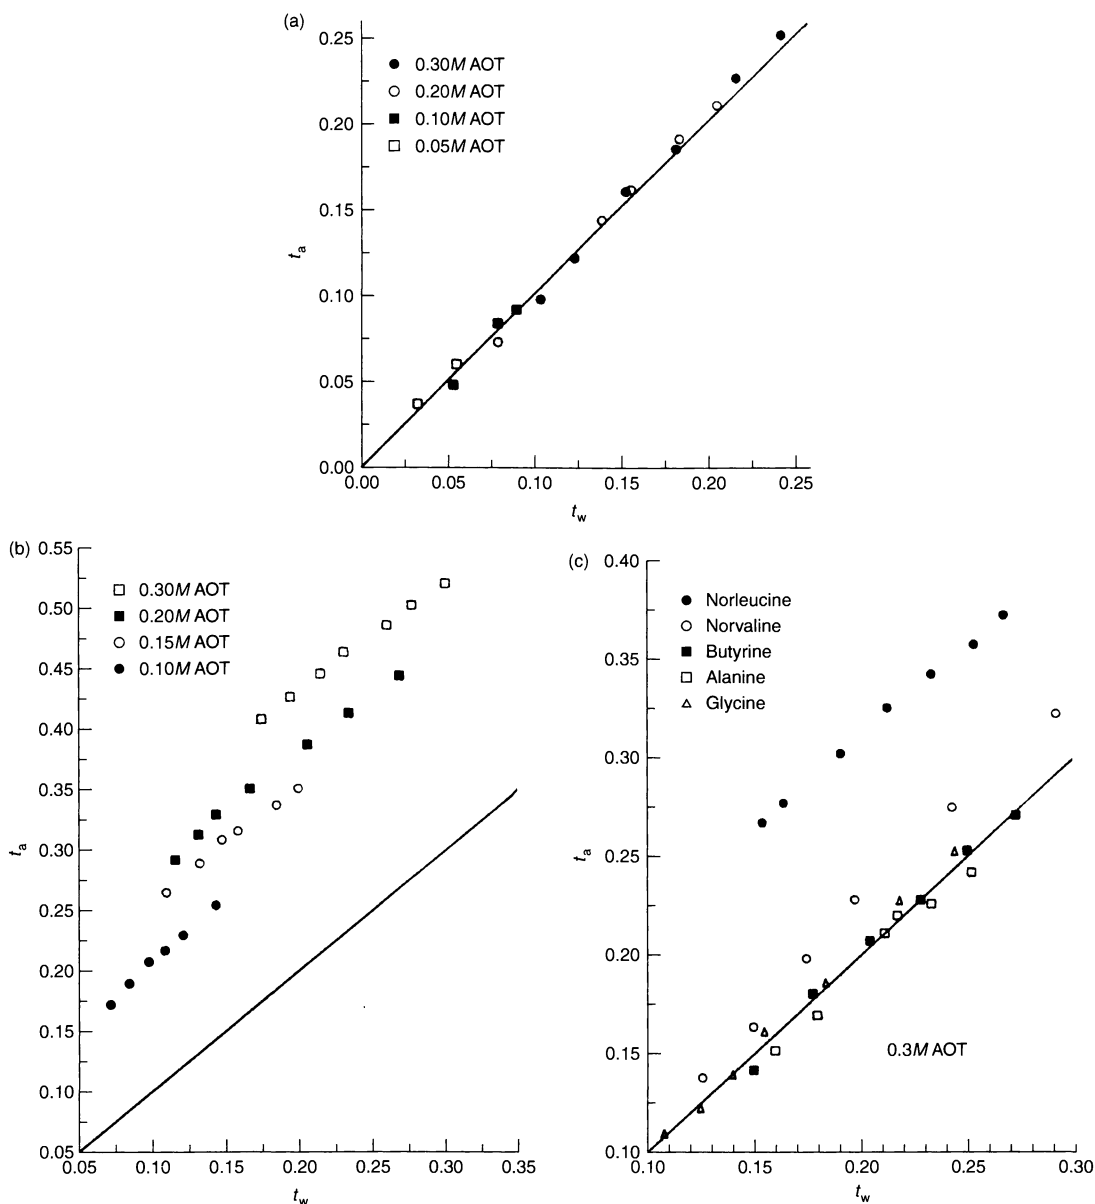 (a)
0.25
0.20
0.15
0.10
0.05
0.00
t_a
0.30M AOT
0.20M AOT
0.10M AOT
0.05M AOT
0.00 0.05 0.10 0.15 0.20 0.25
t_w
(b)
0.55
0.50
0.45
0.40
0.35
0.30
0.25
0.20
0.15
0.10
0.05
t_a
0.30M AOT
0.20M AOT
0.15M AOT
0.10M AOT
0.05 0.10 0.15 0.20 0.25 0.30 0.35
t_w
(c)
0.40
0.35
0.30
0.25
0.20
0.15
0.10
t_a
Norleucine
Norvaline
Butyrine
Alanine
Glycine
0.3M AOT
0.10 0.15 0.20 0.25 0.30
t_w